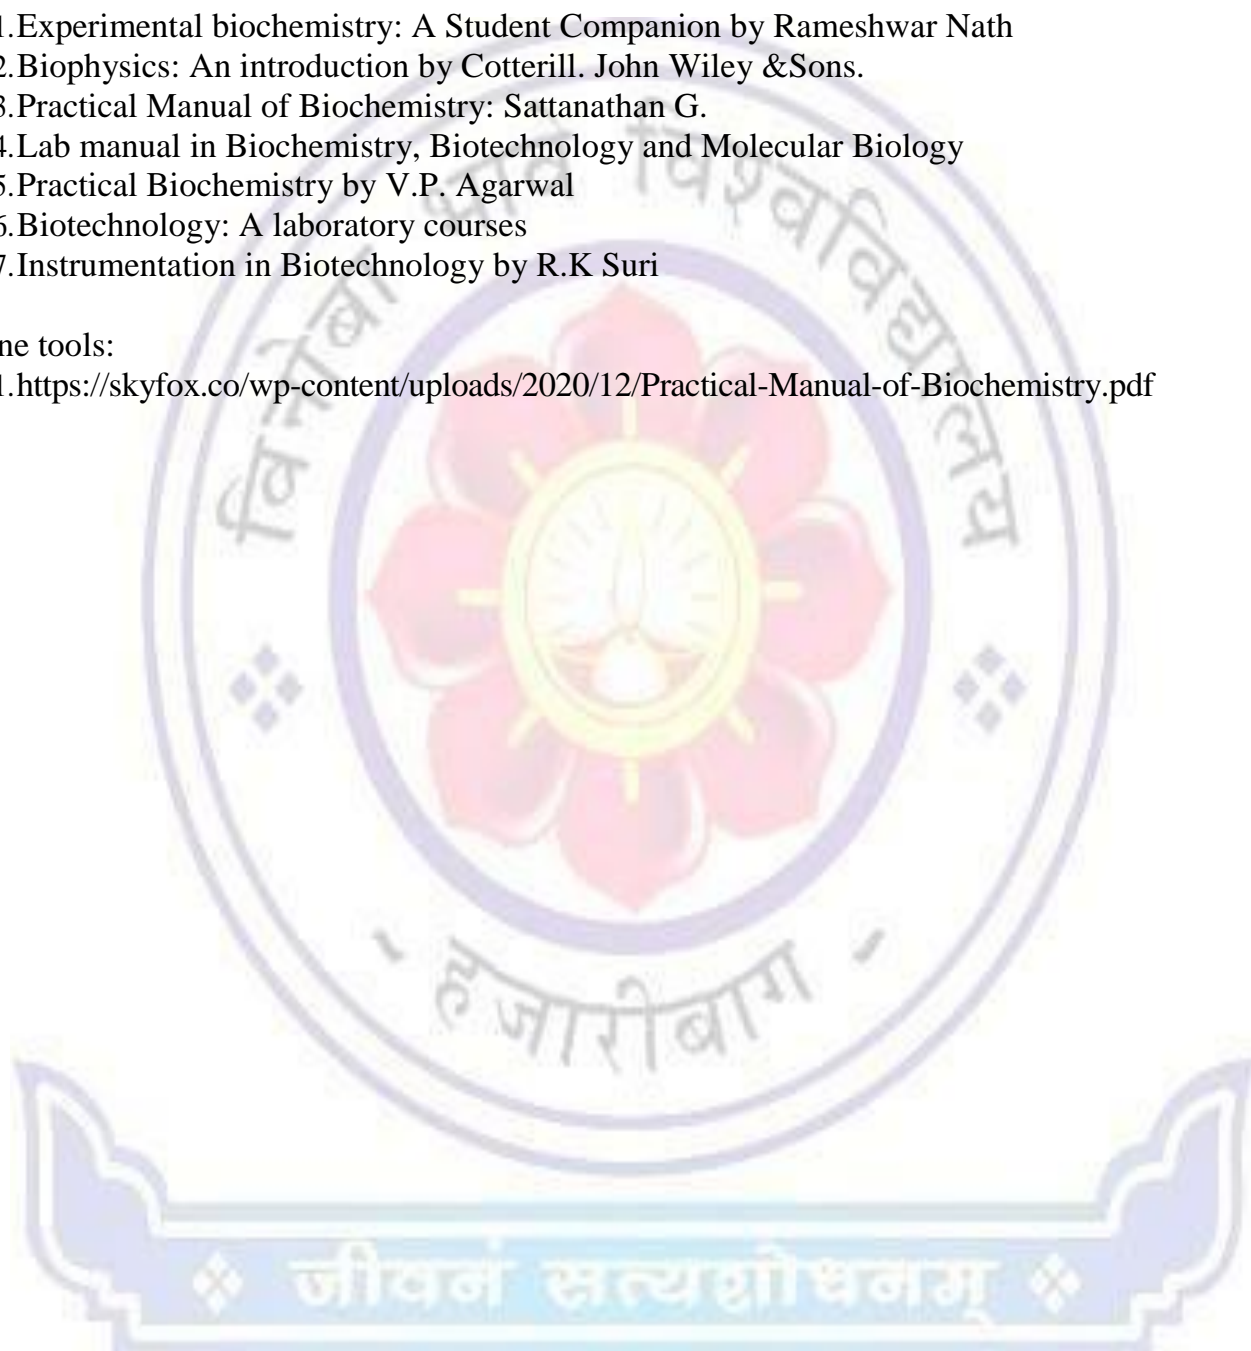 1.Experimental biochemistry: A Student Companion by Rameshwar Nath
2.Biophysics: An introduction by Cotterill. John Wiley &Sons.
3.Practical Manual of Biochemistry: Sattanathan G.
4.Lab manual in Biochemistry, Biotechnology and Molecular Biology
5.Practical Biochemistry by V.P. Agarwal
6.Biotechnology: A laboratory courses
7.Instrumentation in Biotechnology by R.K Suri
ne tools:
1.https://skyfox.co/wp-content/uploads/2020/12/Practical-Manual-of-Biochemistry.pdf
विनोबा भावे विश्वविद्यालय
- हजारीबाग -
जीवनं सत्यशोधनम्